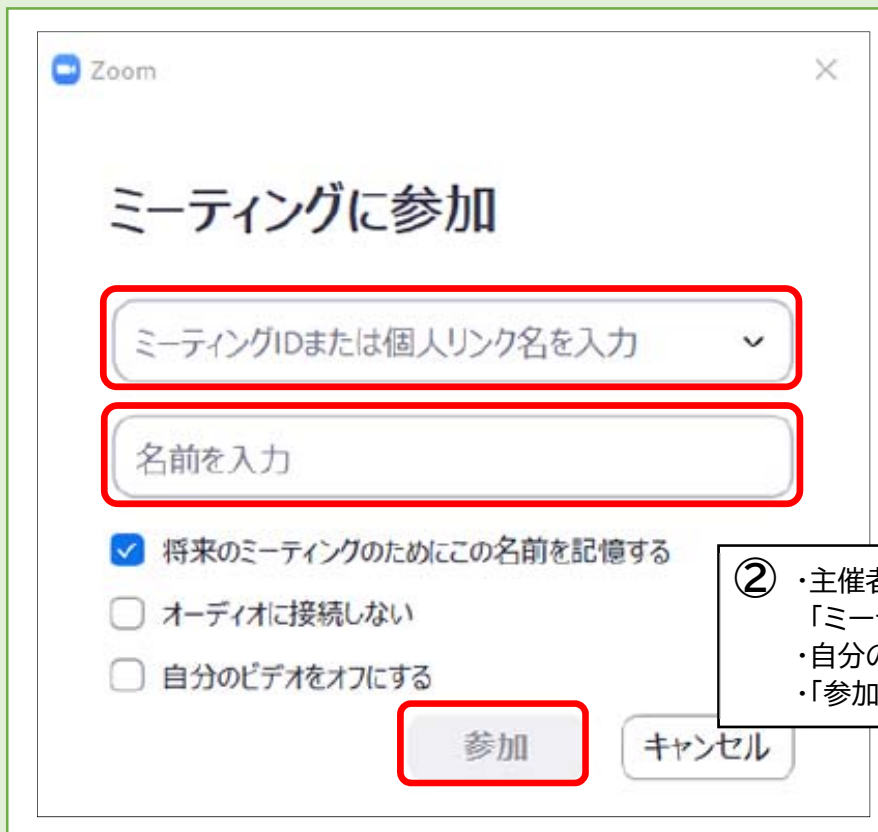 Zoom
ミーティングに参加
ミーティングIDまたは個人リンク名を入力
名前を入力
将来のミーティングのためにこの名前を記憶する
オーディオに接続しない
自分のビデオをオフにする
参加 キャンセル
② ・主催者
「ミー
・自分の
・「参加